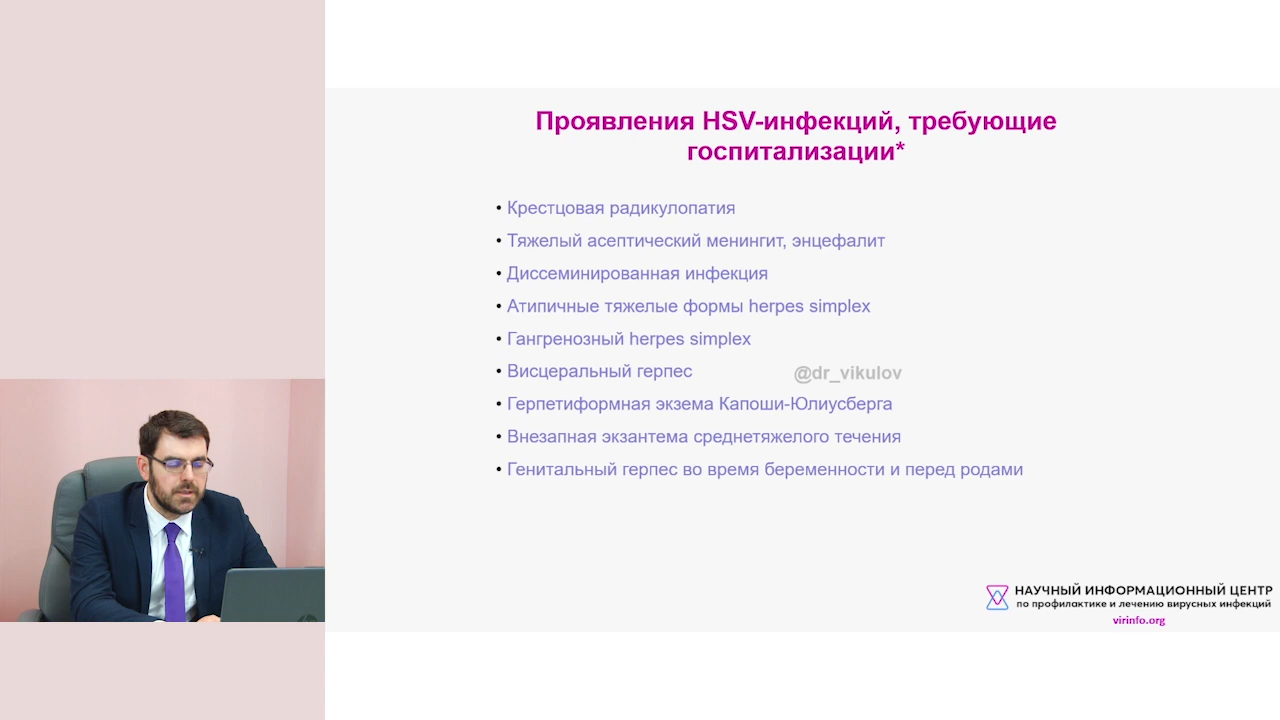 Проявления HSV-инфекций, требующие
госпитализации*
• Крестцовая радикулопатия
• Тяжелый асептический менингит, энцефалит
• Диссеминированная инфекция
• Атипичные тяжелые формы herpes simplex
• Гангренозный herpes simplex
• Висцеральный герпес
@dr_vikulov
• Герпетиформная экзема Капоши-Юлиусберга
• Внезапная экзантема среднетяжелого течения
• Генитальный герпес во время беременности и перед родами
НАУЧНЫЙ ИНФОРМАЦИОННЫЙ ЦЕНТР
по профилактике и лечению вирусных инфекций
virinfo.org